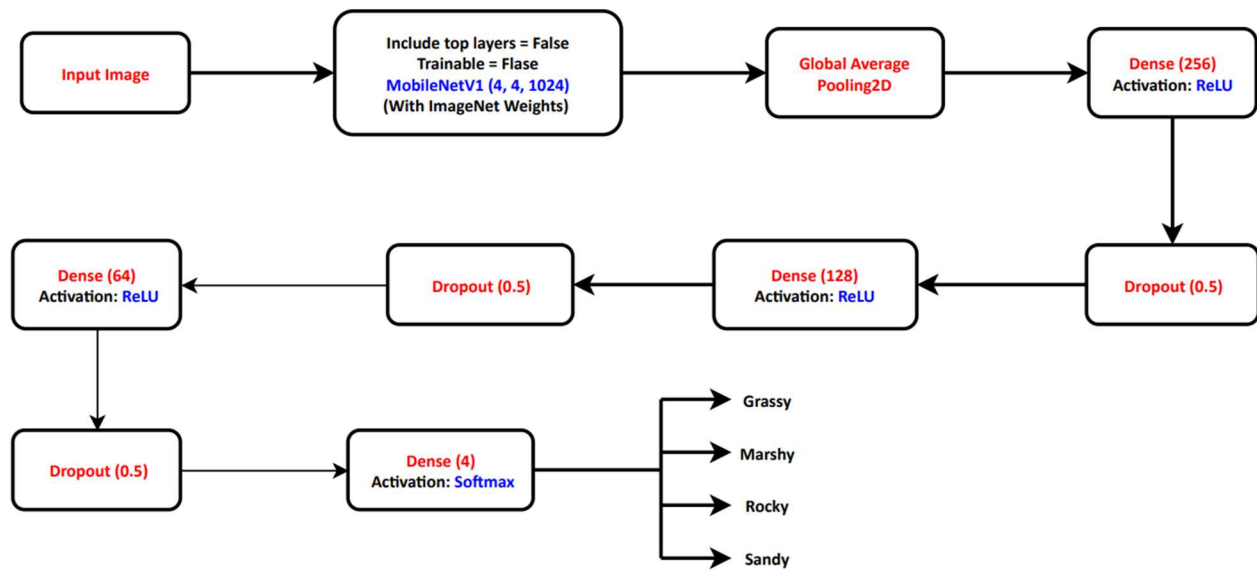 Input Image
Include top layers = False
Trainable = Flase
MobileNetV1 (4, 4, 1024)
(With ImageNet Weights)
Global Average
Pooling2D
Dense (256)
Activation: ReLU
Dropout (0.5)
Dense (128)
Activation: ReLU
Dropout (0.5)
Dense (64)
Activation: ReLU
Dropout (0.5)
Dense (4)
Activation: Softmax
Grassy
Marshy
Rocky
Sandy